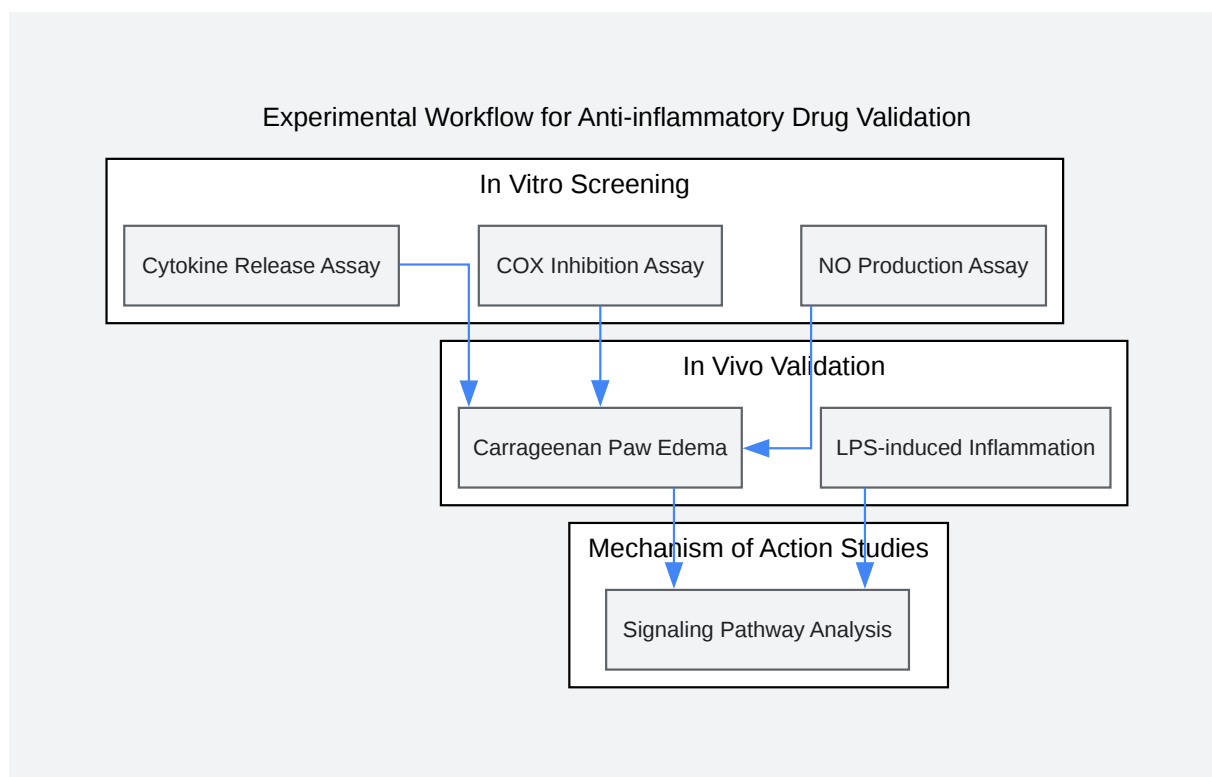 Experimental Workflow for Anti-inflammatory Drug Validation
In Vitro Screening
Cytokine Release Assay
COX Inhibition Assay
NO Production Assay
In Vivo Validation
Carrageenan Paw Edema
LPS-induced Inflammation
Mechanism of Action Studies
Signaling Pathway Analysis